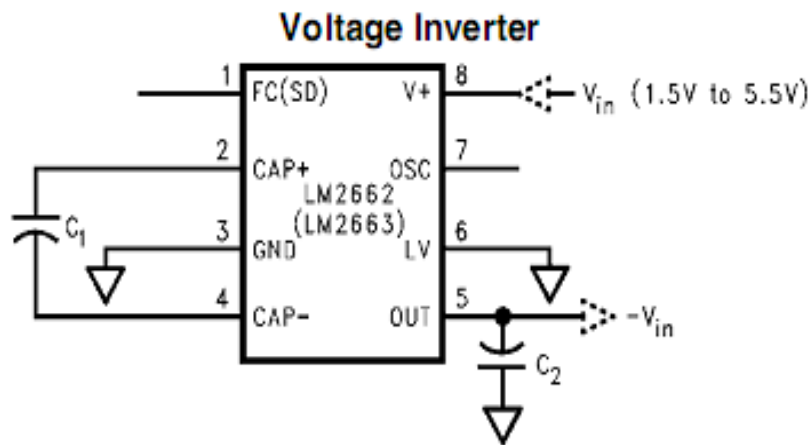 Voltage Inverter
1 FC(SD) V+ 8 Vin (1.5V to 5.5V)
2 CAP+ OSC 7
LM2662
(LM2663)
C1
3 GND LV 6
4 CAP- OUT 5 -Vin
C2